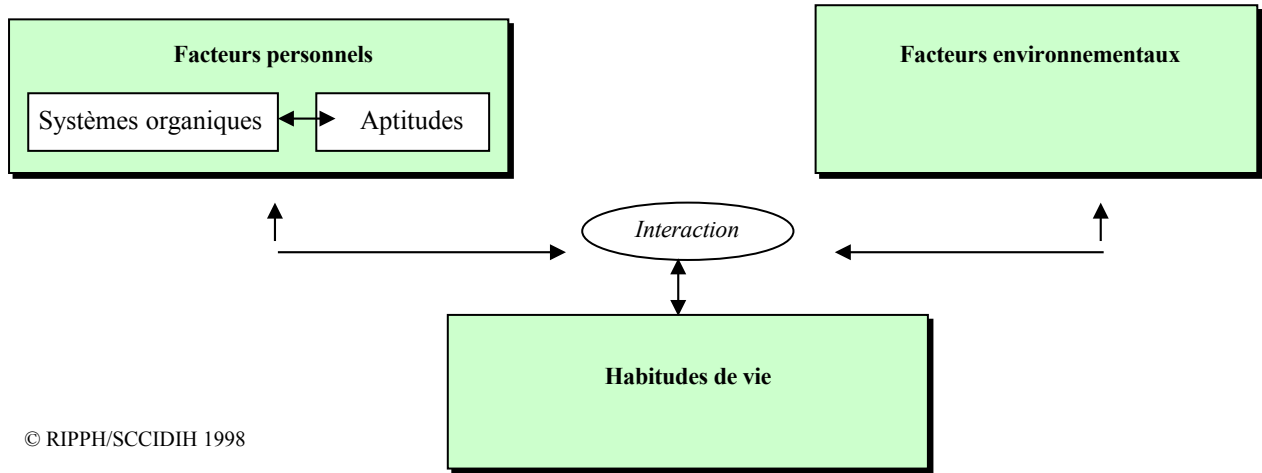 Facteurs personnels
Systèmes organiques
Aptitudes
Facteurs environnementaux
Interaction
Habitudes de vie
© RIPPH/SCCIDIH 1998